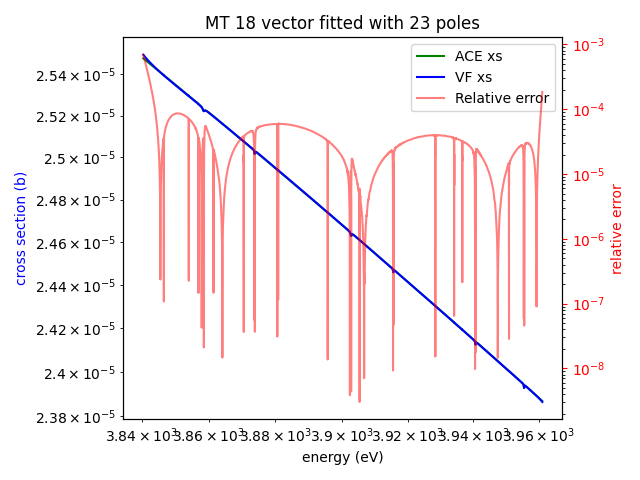 MT 18 vector fitted with 23 poles
ACE xs
VF xs
Relative error
cross section (b)
2.54 × 10⁻⁵
2.52 × 10⁻⁵
2.5 × 10⁻⁵
2.48 × 10⁻⁵
2.46 × 10⁻⁵
2.44 × 10⁻⁵
2.42 × 10⁻⁵
2.4 × 10⁻⁵
2.38 × 10⁻⁵
10⁻³
10⁻⁴
10⁻⁵
10⁻⁶
10⁻⁷
10⁻⁸
relative error
3.84 × 10³ 3.86 × 10³ 3.88 × 10³ 3.9 × 10³ 3.92 × 10³ 3.94 × 10³ 3.96 × 10³
energy (eV)